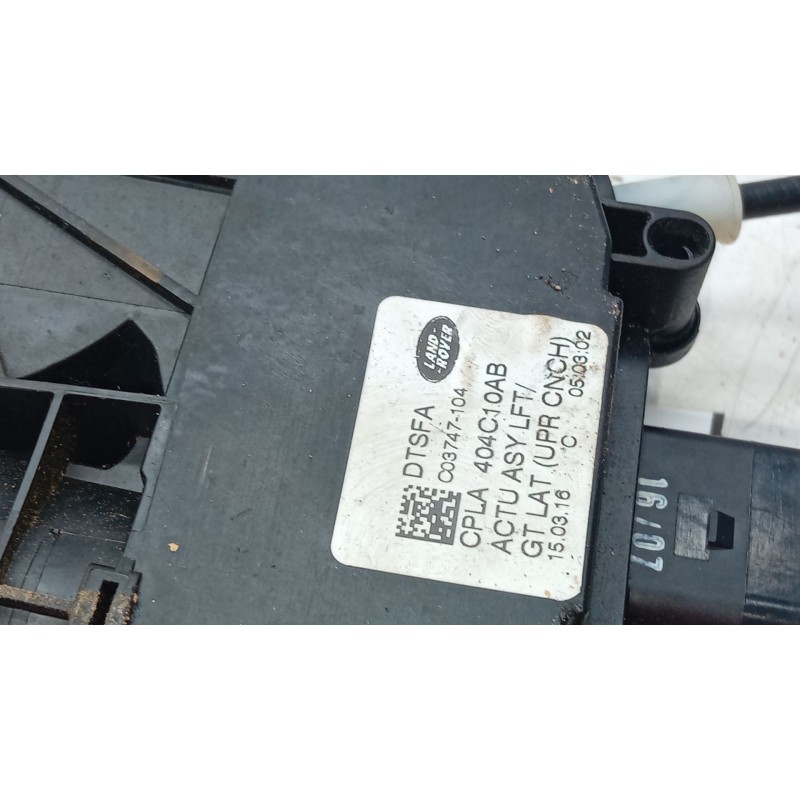 LAND-
ROVER
DTSFA
C03747-104
CPLA 404C10AB
ACTU ASY LFT/
GT LAT (UPR CNCH)
15.03.16 C 05:03:02
16/07